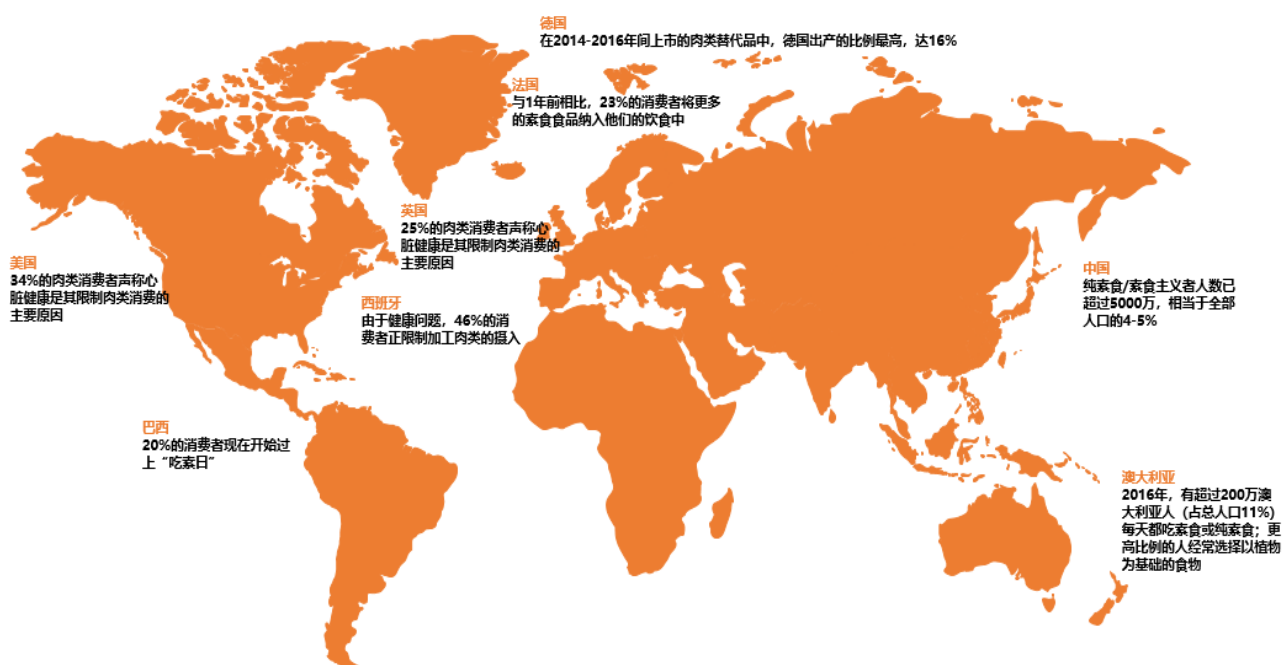 德国
在2014-2016年间上市的肉类替代品中，德国出产的比例最高，达16%
法国
与1年前相比，23%的消费者将更多
的素食食品纳入他们的饮食中
英国
25%的肉类消费者声称心
脏健康是其限制肉类消费的
主要原因
美国
34%的肉类消费者声称心
脏健康是其限制肉类消费的
主要原因
西班牙
由于健康问题，46%的消
费者正限制加工肉类的摄入
中国
纯素食/素食主义者人数已
超过5000万，相当于全部
人口的4-5%
巴西
20%的消费者现在开始过
上“吃素日”
澳大利亚
2016年，有超过200万澳
大利亚人（占总人口11%）
每天都吃素食或纯素食；更
高比例的人经常选择以植物
为基础的食物